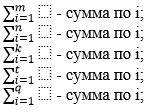 ∑_{i=1}^{m} ⬚ - сумма по i;
∑_{i=1}^{n} ⬚ - сумма по i;
∑_{i=1}^{k} ⬚ - сумма по i;
∑_{i=1}^{t} ⬚ - сумма по i;
∑_{i=1}^{q} ⬚ - сумма по i;